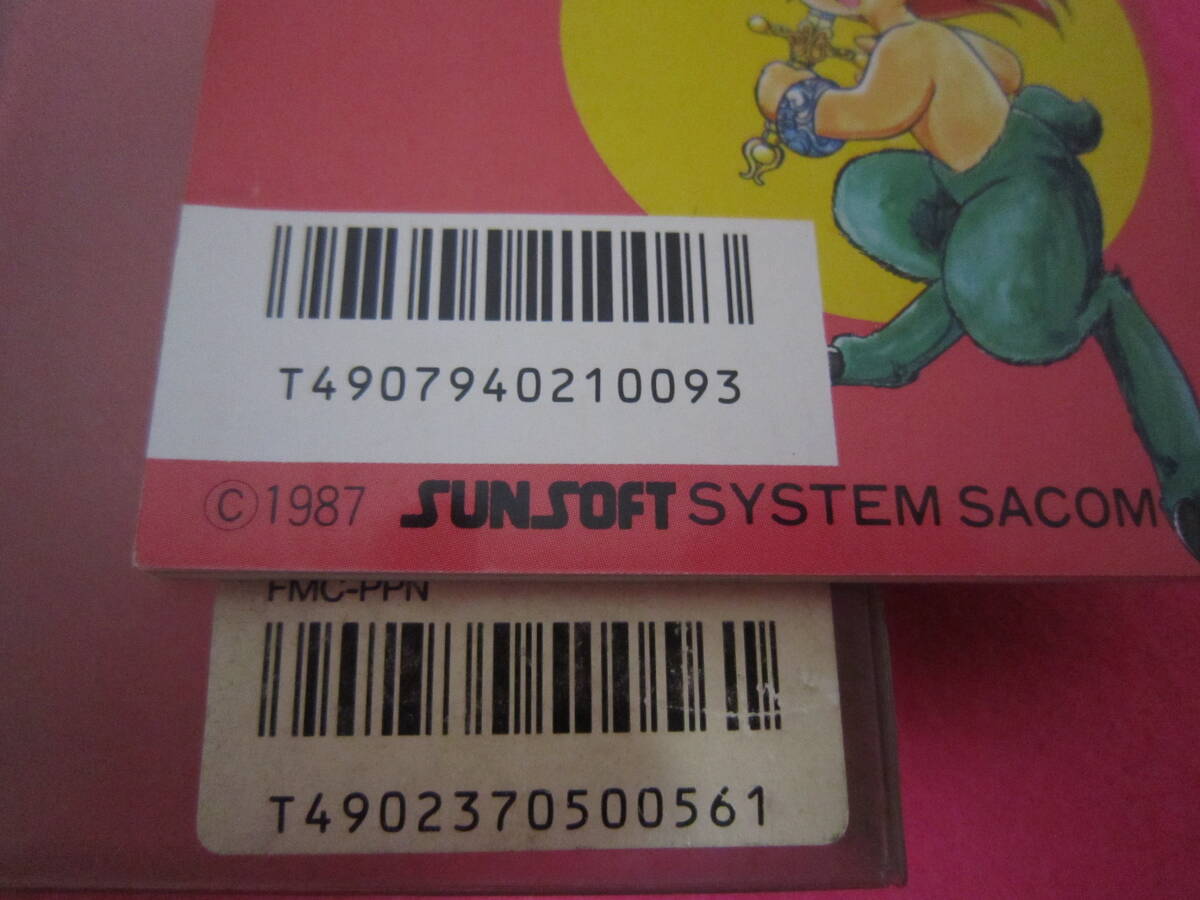 T4907940210093
©1987 SUNSOFT SYSTEM SACOM
FMC-PPN
T4902370500561